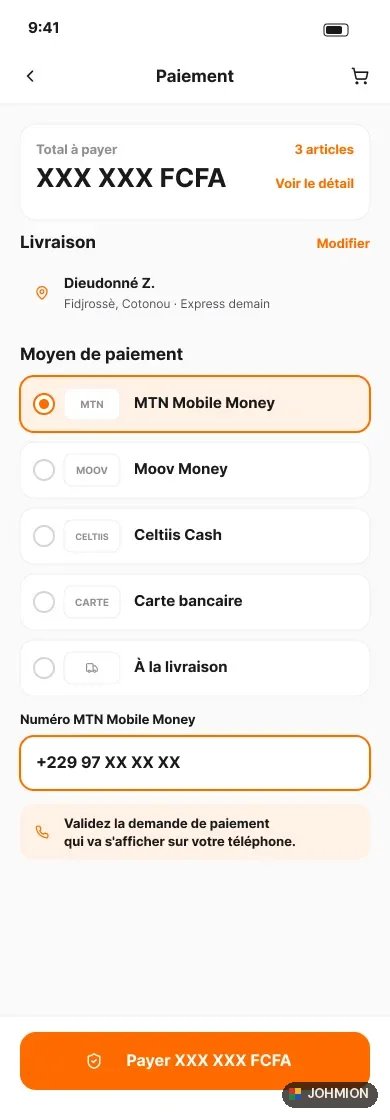 9:41
Paiement
Total à payer
3 articles
XXX XXX FCFA
Voir le détail
Livraison
Modifier
Dieudonné Z.
Fidjrossè, Cotonou · Express demain
Moyen de paiement
MTN
MTN Mobile Money
MOOV
Moov Money
CELTIIS
Celtiis Cash
CARTE
Carte bancaire
À la livraison
Numéro MTN Mobile Money
+229 97 XX XX XX
Validez la demande de paiement
qui va s'afficher sur votre téléphone.
Payer XXX XXX FCFA
JOHMION